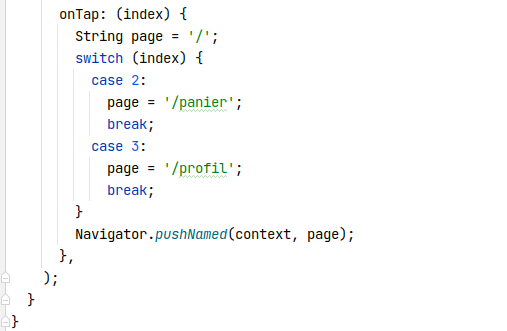 onTap: (index) {
String page = '/';
switch (index) {
case 2:
page = '/panier';
break;
case 3:
page = '/profil';
break;
}
Navigator.pushNamed(context, page);
},
);
}
}